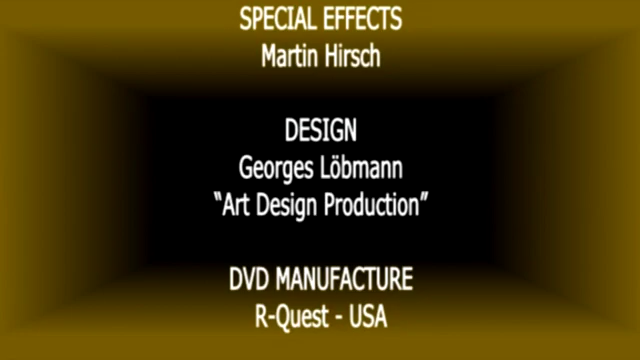 SPECIAL EFFECTS
Martin Hirsch
DESIGN
Georges Löbmann
“Art Design Production”
DVD MANUFACTURE
R-Quest - USA